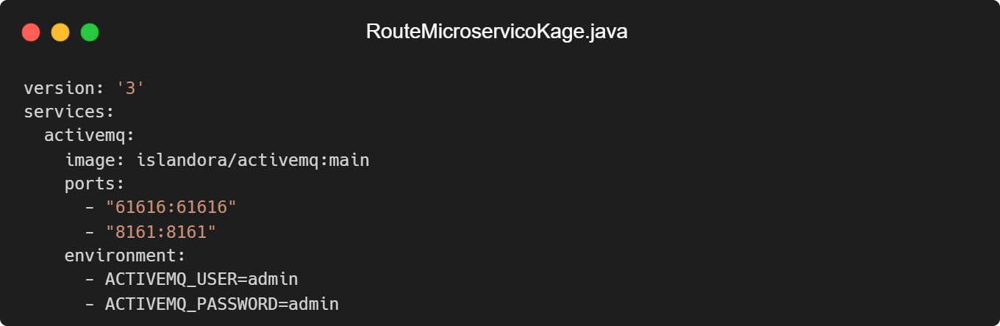 RouteMicroservicoKage.java
version: '3'
services:
  activemq:
    image: islandora/activemq:main
    ports:
      - "61616:61616"
      - "8161:8161"
    environment:
      - ACTIVEMQ_USER=admin
      - ACTIVEMQ_PASSWORD=admin